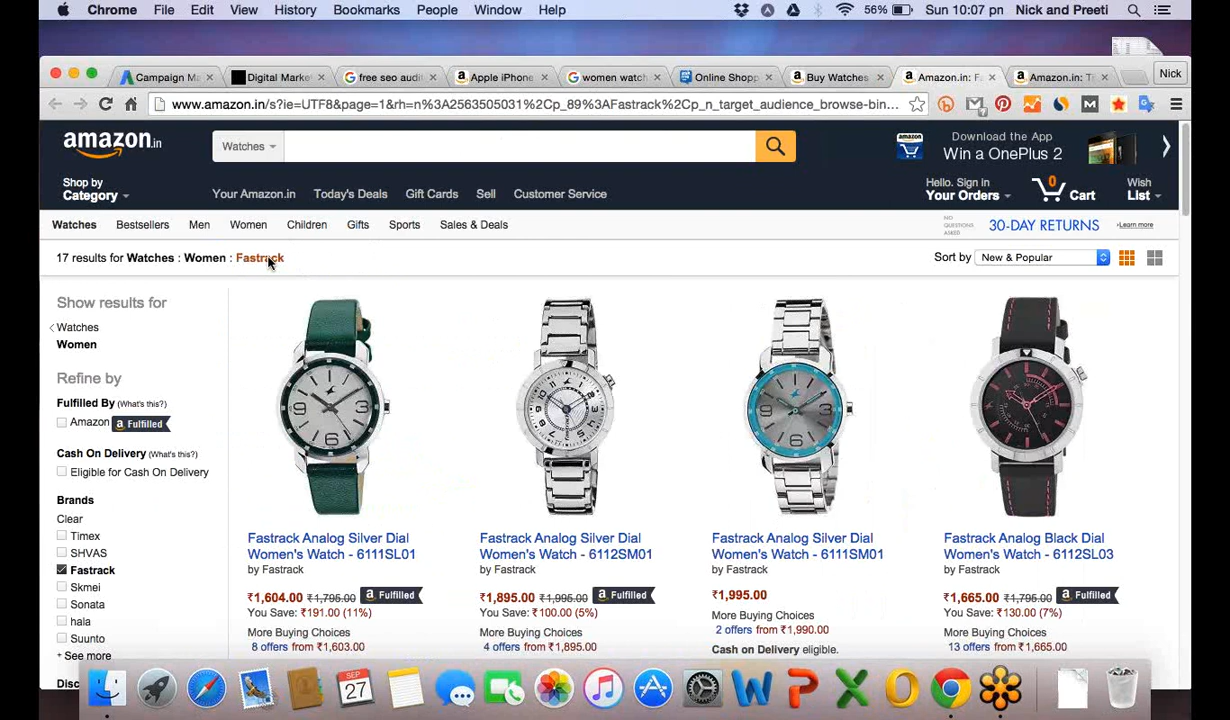 Chrome File Edit View History Bookmarks People Window Help 56% Sun 10:07 pm Nick and Preeti
Campaign Ma Digital Marke free seo audi Apple iPhone women watch Online Shopp Buy Watches Amazon.in: F Amazon.in: Ti Nick
www.amazon.in/s?ie=UTF8&page=1&rh=n%3A2563505031%2Cp_89%3AFastrack%2Cp_n_target_audience_browse-bin...
amazon.in Watches Download the App
Win a OnePlus 2
Shop by
Category Your Amazon.in Today's Deals Gift Cards Sell Customer Service Hello. Sign in
Your Orders 0 Cart Wish
List
Watches Bestsellers Men Women Children Gifts Sports Sales & Deals NO QUESTIONS ASKED 30-DAY RETURNS Learn more
17 results for Watches : Women : Fastrack Sort by New & Popular
Show results for
Watches
Women
Refine by
Fulfilled By (What's this?)
Amazon a Fulfilled
Cash On Delivery (What's this?)
Eligible for Cash On Delivery
Brands
Clear
Timex
SHVAS
Fastrack
Skmei
Sonata
hala
Suunto
+ See more
Disc
Fastrack Analog Silver Dial
Women's Watch - 6111SL01
by Fastrack
₹1,604.00 ₹1,795.00 a Fulfilled
You Save: ₹191.00 (11%)
More Buying Choices
8 offers from ₹1,603.00
Fastrack Analog Silver Dial
Women's Watch - 6112SM01
by Fastrack
₹1,895.00 ₹1,995.00 a Fulfilled
You Save: ₹100.00 (5%)
More Buying Choices
4 offers from ₹1,895.00
Fastrack Analog Silver Dial
Women's Watch - 6111SM01
by Fastrack
₹1,995.00
More Buying Choices
2 offers from ₹1,990.00
Cash on Delivery eligible.
Fastrack Analog Black Dial
Women's Watch - 6112SL03
by Fastrack
₹1,665.00 ₹1,795.00 a Fulfilled
You Save: ₹130.00 (7%)
More Buying Choices
13 offers from ₹1,665.00
SEP
27